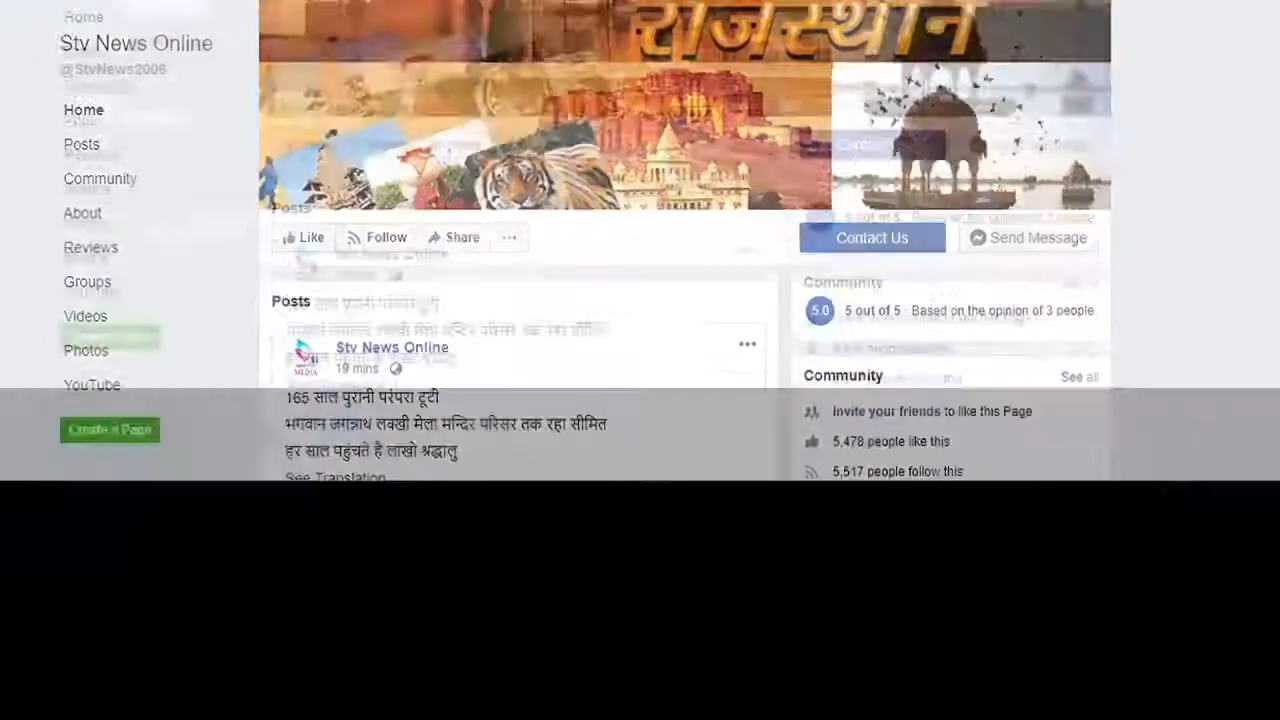 Home
Stv News Online
@StvNews2006
Home
Posts
Community
About
Reviews
Groups
Videos
Photos
YouTube
Create a Page
राजस्थान
Like
Follow
Share
Contact Us
Send Message
Posts
Stv News Online
19 mins
165 साल पुरानी परंपरा टूटी
भगवान जगन्नाथ लक्खी मेला मन्दिर परिसर तक रहा सीमित
हर साल पहुंचते है लाखो श्रद्धालु
See Translation
Community
5.0
5 out of 5 · Based on the opinion of 3 people
Community
See all
Invite your friends to like this Page
5,478 people like this
5,517 people follow this